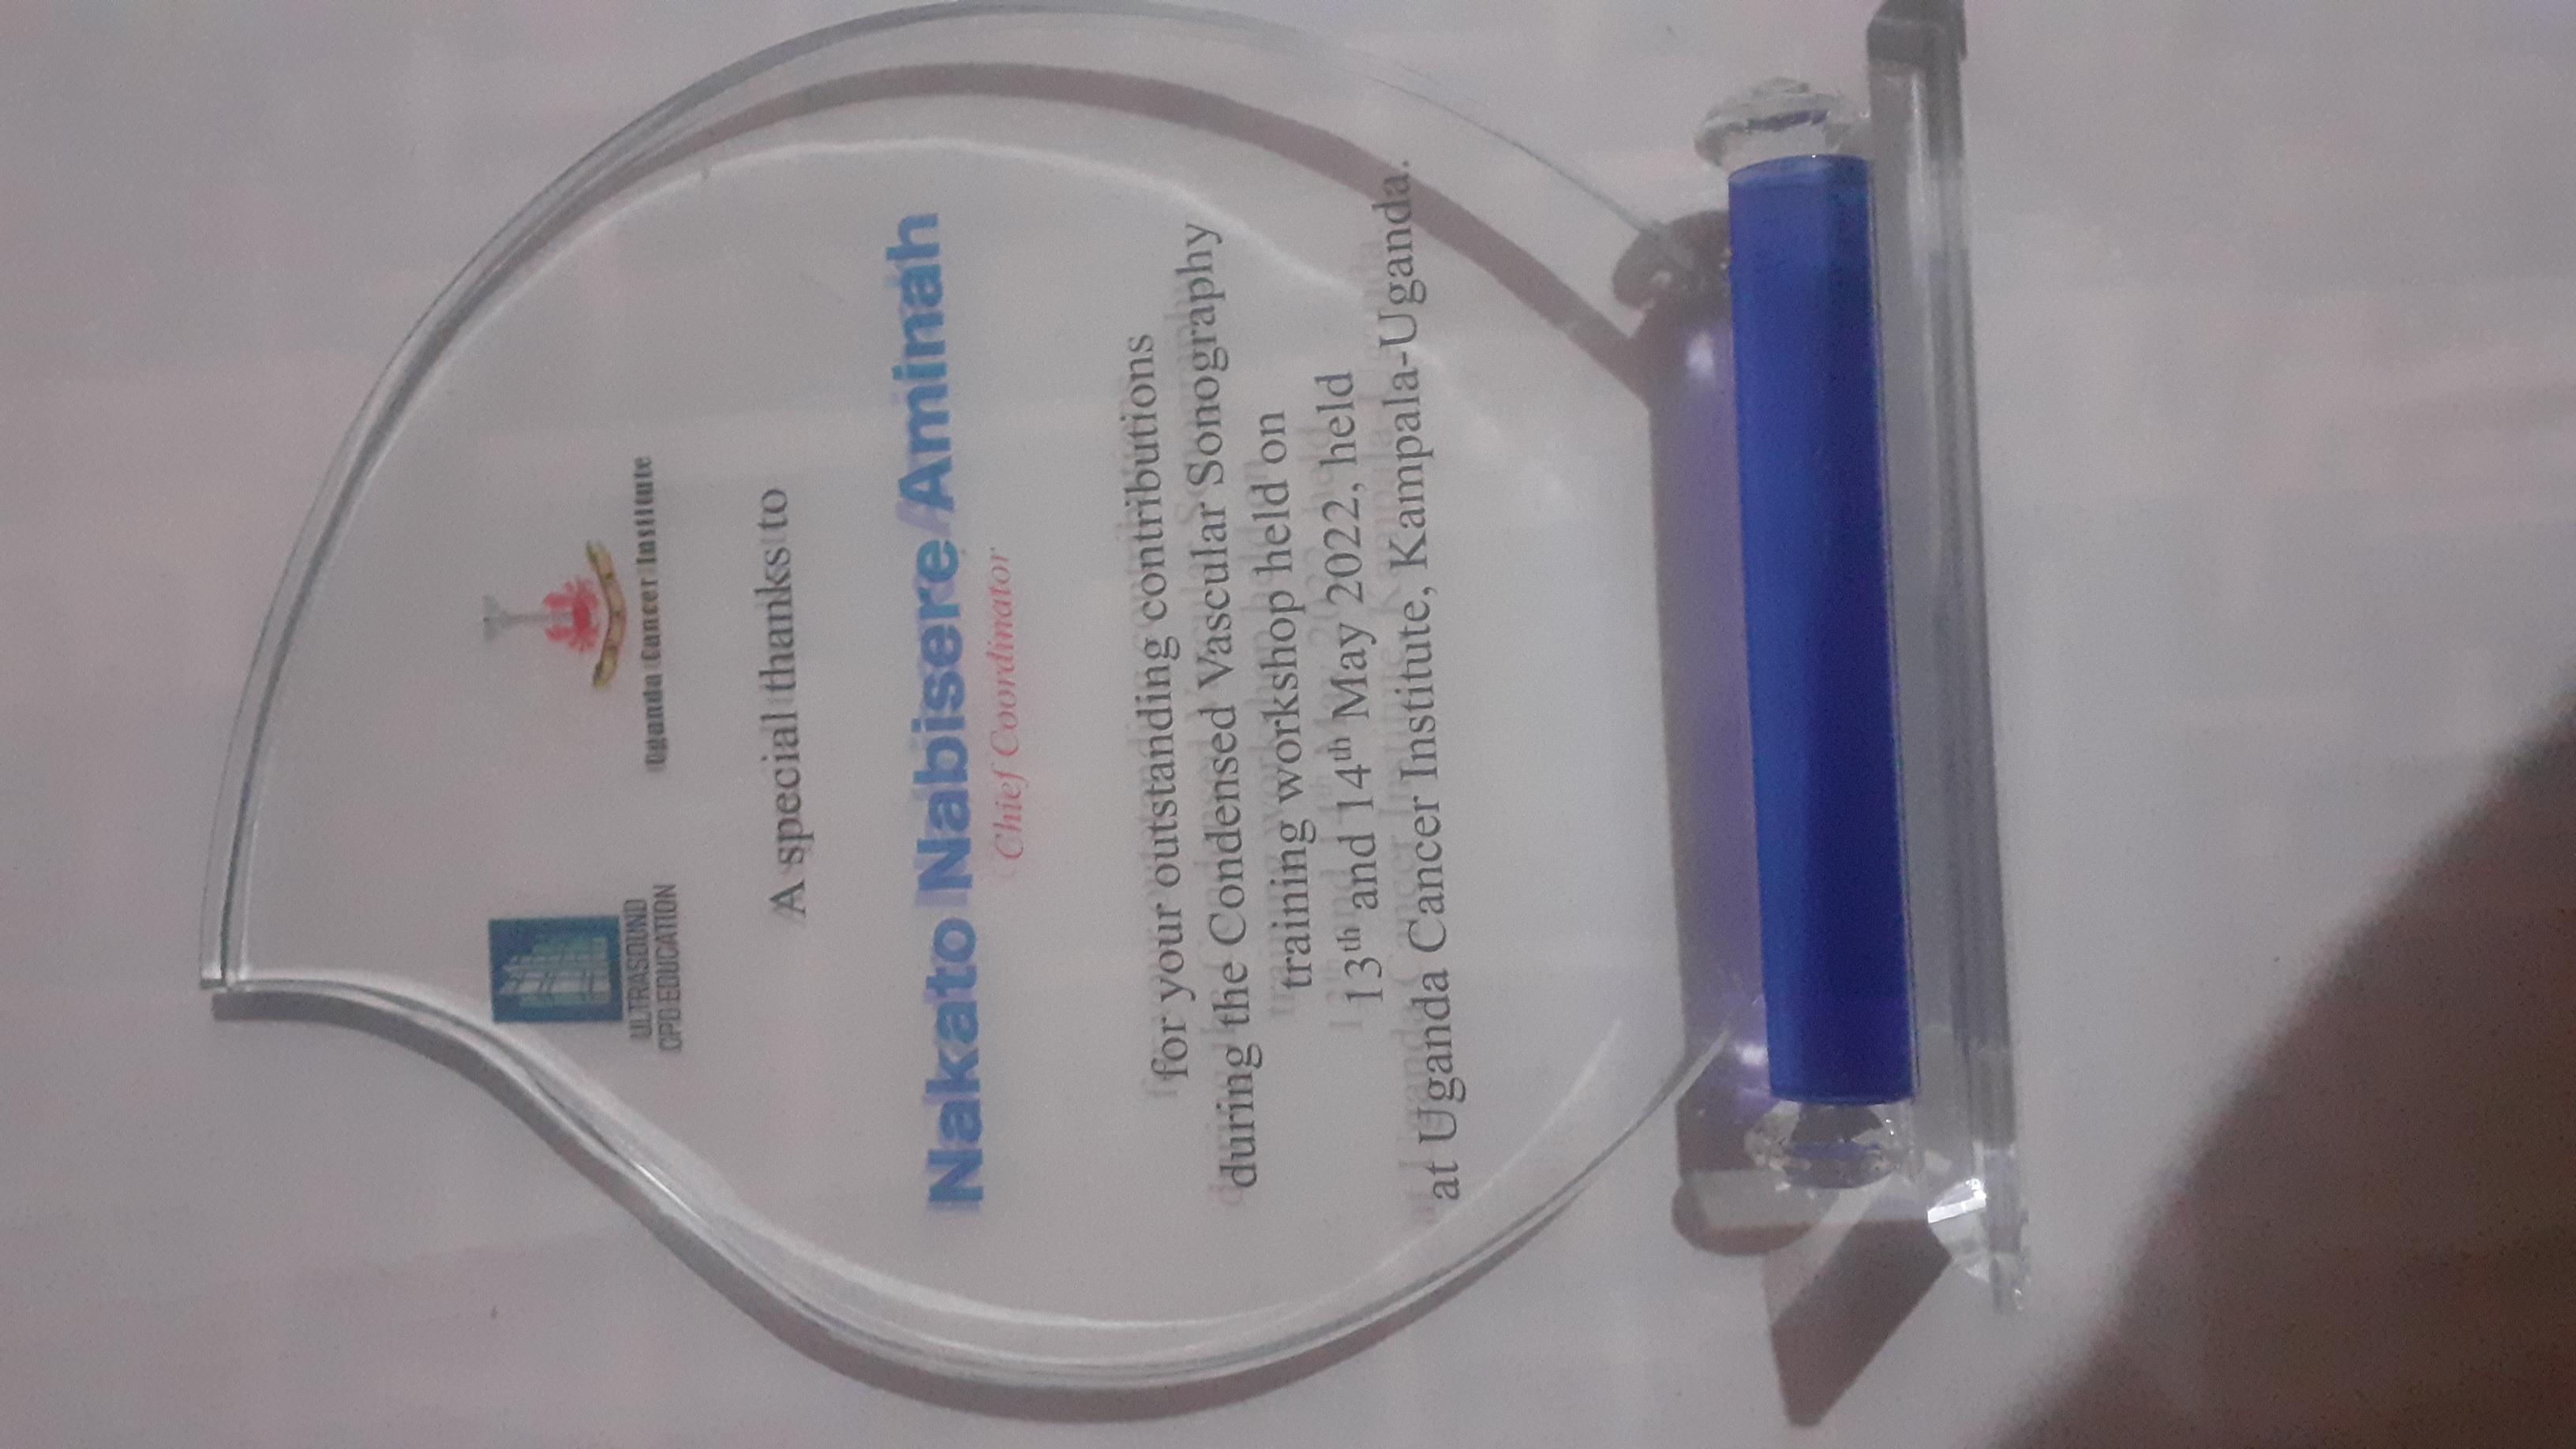 ULTRASOUND
CPD EDUCATION
Uganda Cancer Institute
A special thanks to
Nakato Nabisere Aminah
Chief Coordinator
for your outstanding contributions
during the Condensed Vascular Sonography
training workshop held on
13th and 14th May 2022, held
at Uganda Cancer Institute, Kampala-Uganda.